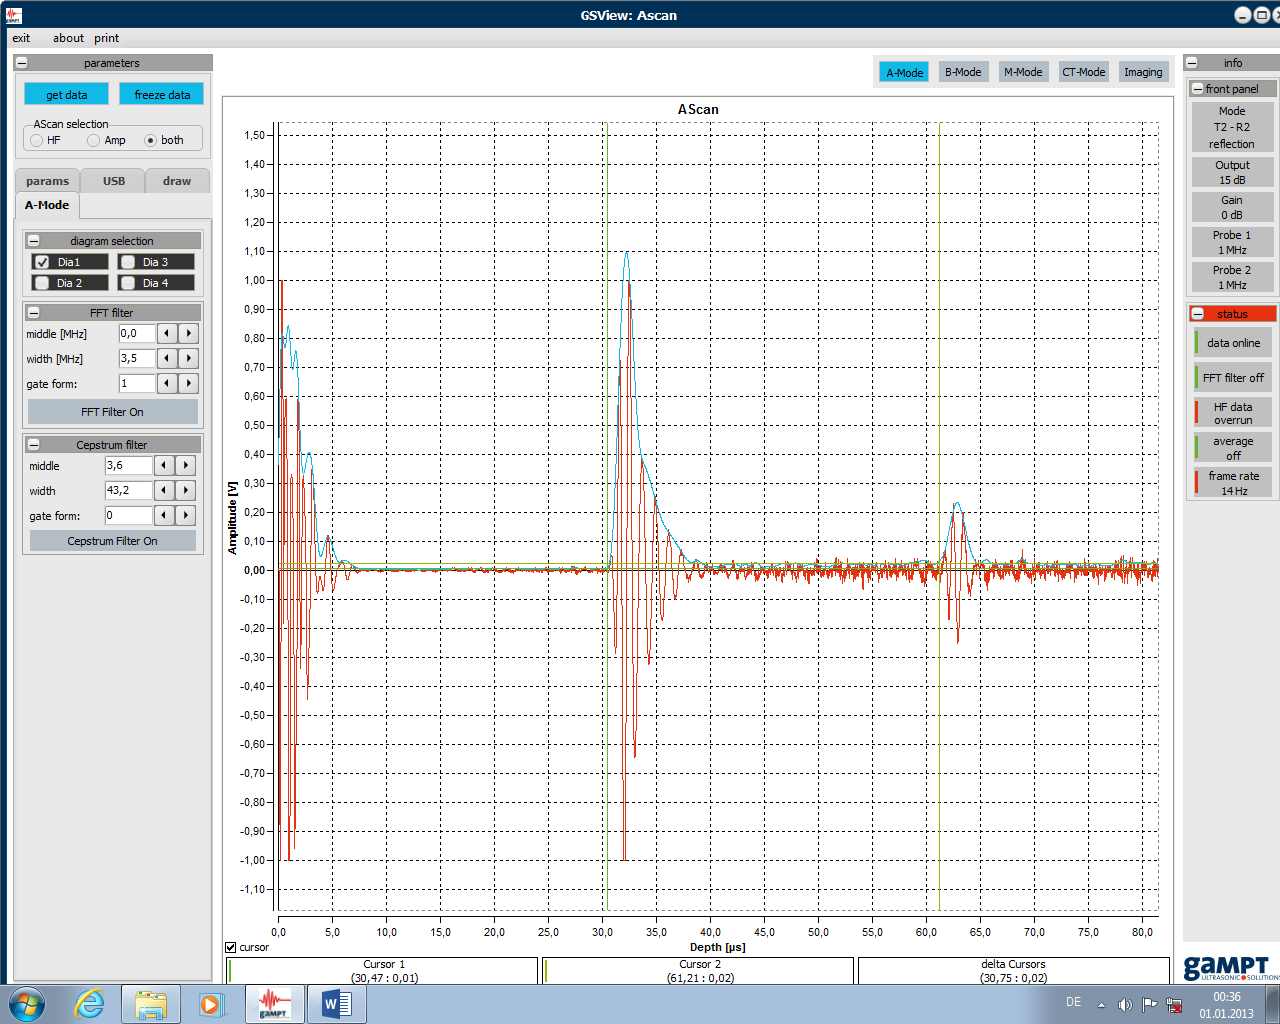 GSView: Ascan
exit about print
parameters
get data freeze data
AScan selection
HF Amp both
params USB draw
A-Mode
diagram selection
Dia1 Dia 3
Dia 2 Dia 4
FFT filter
middle [MHz] 0,0
width [MHz] 3,5
gate form: 1
FFT Filter On
Cepstrum filter
middle 3,6
width 43,2
gate form: 0
Cepstrum Filter On
A-Mode B-Mode M-Mode CT-Mode Imaging
AScan
1,50
1,40
1,30
1,20
1,10
1,00
0,90
0,80
0,70
0,60
0,50
0,40
0,30
0,20
0,10
0,00
-0,10
-0,20
-0,30
-0,40
-0,50
-0,60
-0,70
-0,80
-0,90
-1,00
-1,10
Amplitude [V]
0,0 5,0 10,0 15,0 20,0 25,0 30,0 35,0 40,0 45,0 50,0 55,0 60,0 65,0 70,0 75,0 80,0
Depth [µs]
cursor
Cursor 1
(30,47 : 0,01)
Cursor 2
(61,21 : 0,02)
delta Cursors
(30,75 : 0,02)
info
front panel
Mode
T2 - R2
reflection
Output
15 dB
Gain
0 dB
Probe 1
1 MHz
Probe 2
1 MHz
status
data online
FFT filter off
HF data
overrun
average
off
frame rate
14 Hz
gAMPT
ULTRASONIC SOLUTIONS
gAMPT
DE
00:36
01.01.2013